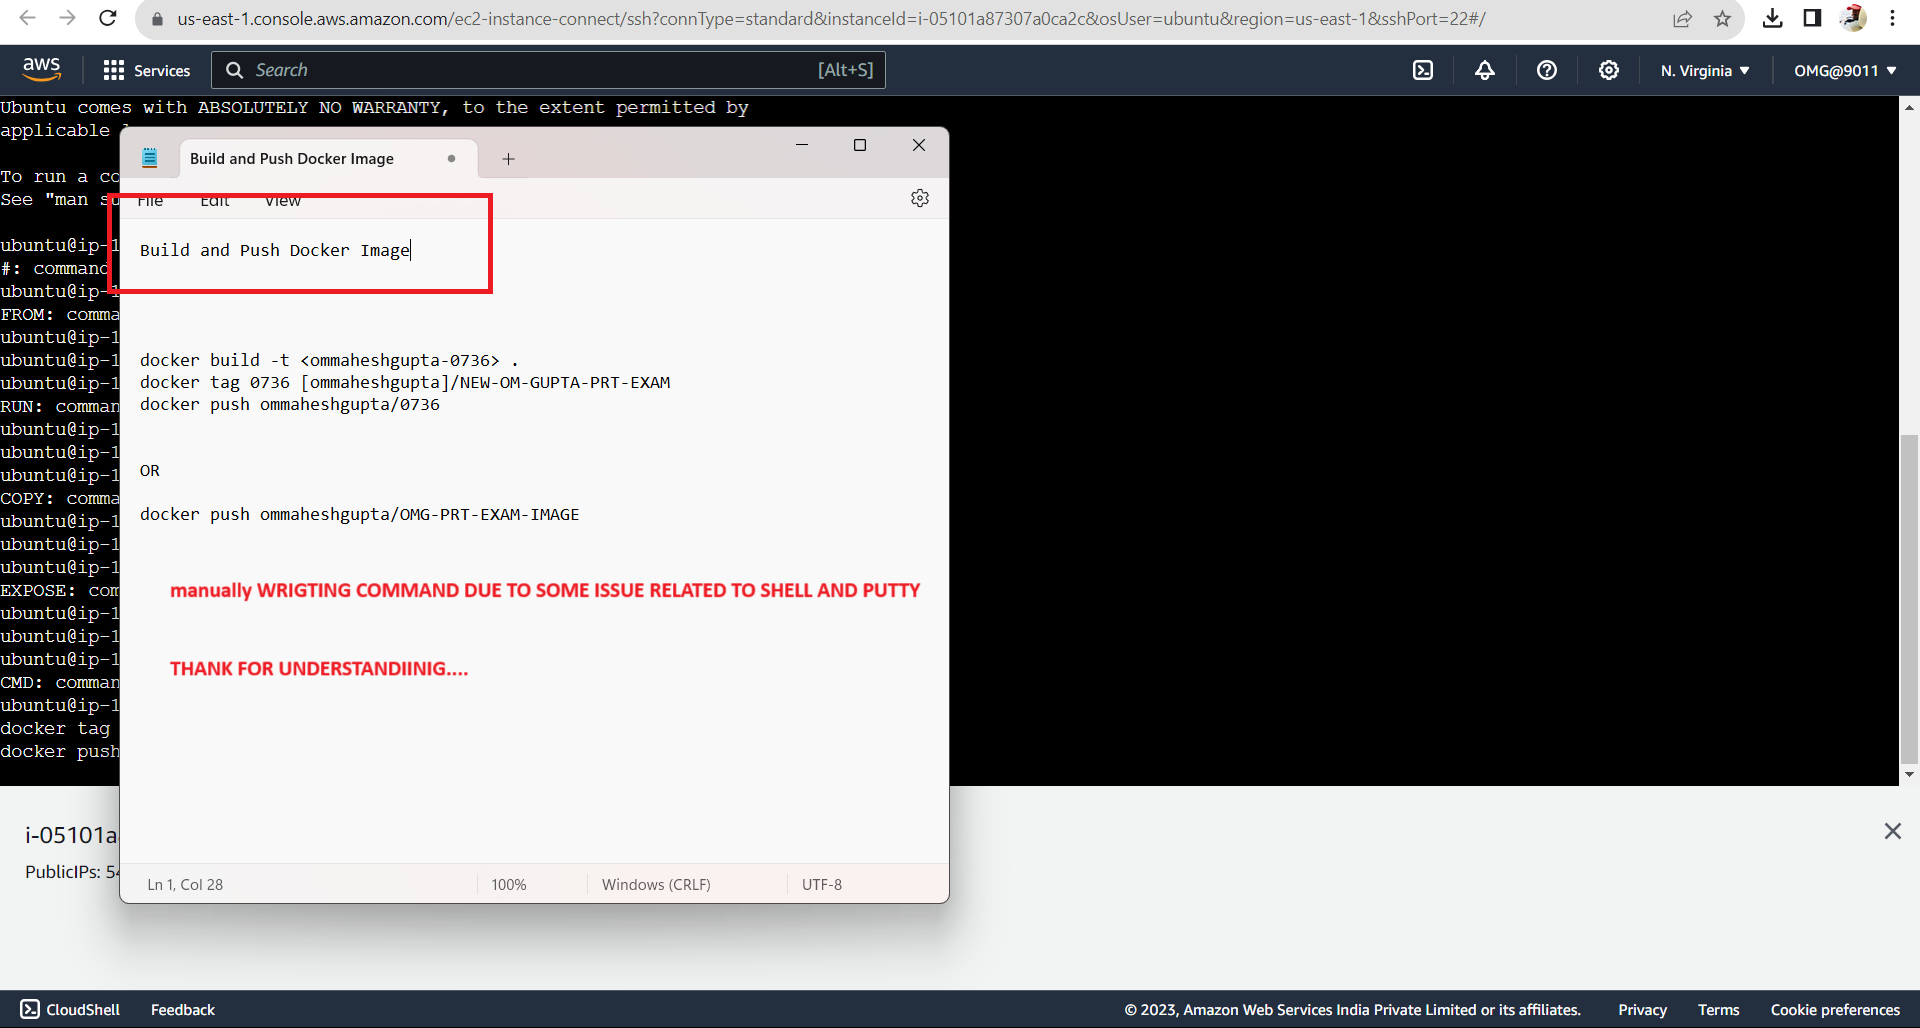 us-east-1.console.aws.amazon.com/ec2-instance-connect/ssh?connType=standard&instanceId=i-05101a87307a0ca2c&osUser=ubuntu&region=us-east-1&sshPort=22#/
aws Services Search [Alt+S] N. Virginia OMG@9011
Ubuntu comes with ABSOLUTELY NO WARRANTY, to the extent permitted by
applicable
To run a co
See "man su
ubuntu@ip-1
#: command
ubuntu@ip-1
FROM: comma
ubuntu@ip-1
ubuntu@ip-1
ubuntu@ip-1
RUN: comman
ubuntu@ip-1
ubuntu@ip-1
ubuntu@ip-1
COPY: comma
ubuntu@ip-1
ubuntu@ip-1
ubuntu@ip-1
EXPOSE: com
ubuntu@ip-1
ubuntu@ip-1
ubuntu@ip-1
CMD: comman
ubuntu@ip-1
docker tag
docker push
Build and Push Docker Image
File Edit View
Build and Push Docker Image
docker build -t <ommaheshgupta-0736> .
docker tag 0736 [ommaheshgupta]/NEW-OM-GUPTA-PRT-EXAM
docker push ommaheshgupta/0736
OR
docker push ommaheshgupta/OMG-PRT-EXAM-IMAGE
manually WRIGTING COMMAND DUE TO SOME ISSUE RELATED TO SHELL AND PUTTY
THANK FOR UNDERSTANDIINIG....
Ln 1, Col 28 100% Windows (CRLF) UTF-8
i-05101a
PublicIPs: 54
CloudShell Feedback © 2023, Amazon Web Services India Private Limited or its affiliates. Privacy Terms Cookie preferences